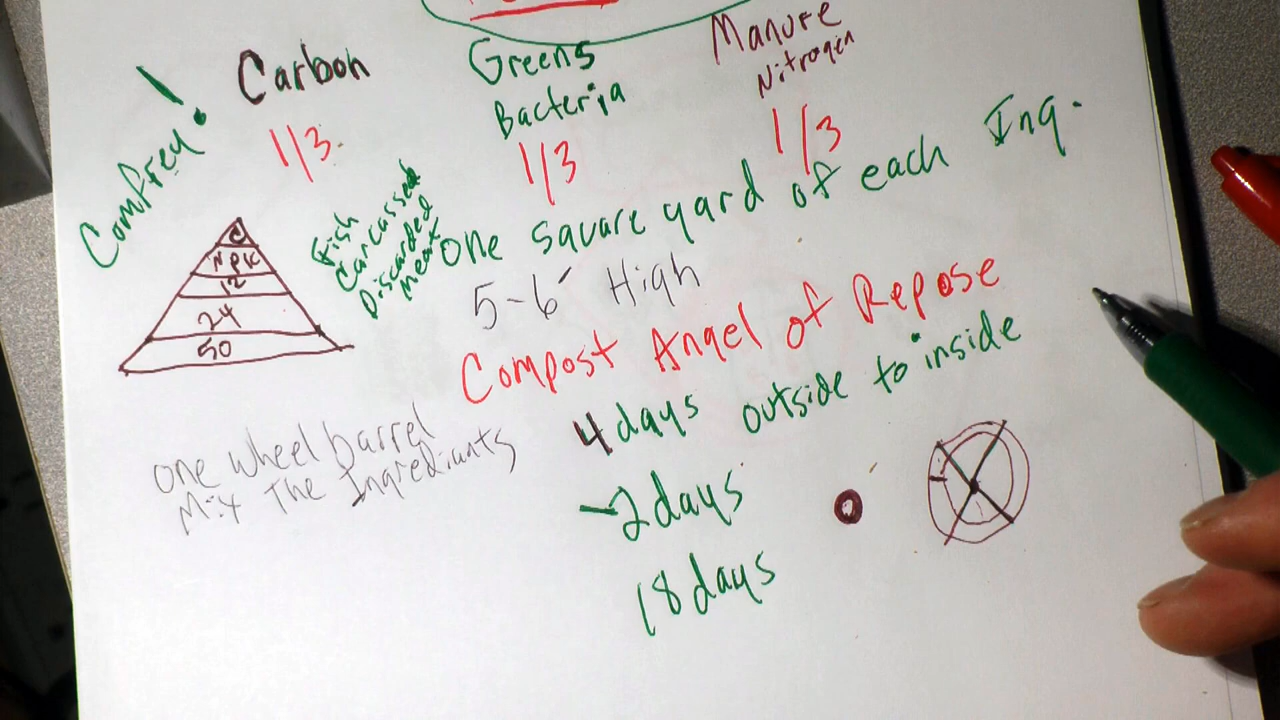 Carbon
1/3
Greens
Bacteria
1/3
Manure
Nitrogen
1/3
Comfrey!
Fish
Carcasses
Discarded
meat
one square yard of each Ing.
5-6' High
Compost Angel of Repose
C
NPK
12
24
50
4 days outside to inside
-2 days
18 days
one wheel barrel
Mix The Ingrediants